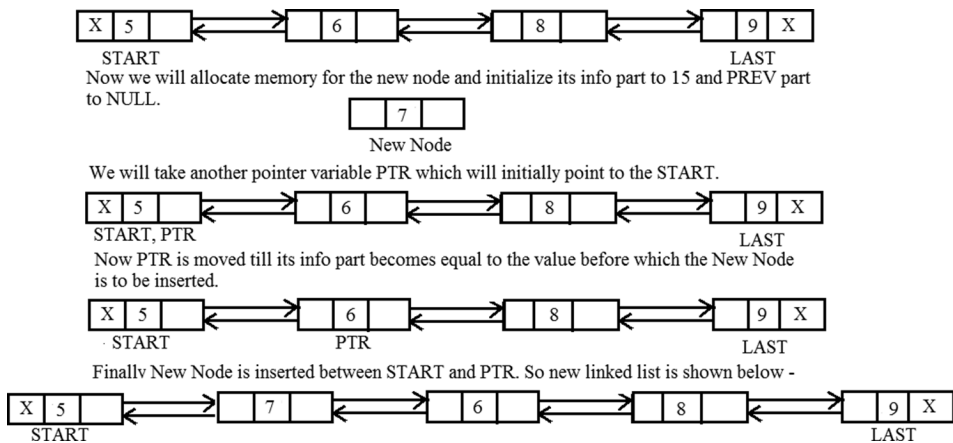 X 5 6 8 9 X
START LAST
Now we will allocate memory for the new node and initialize its info part to 15 and PREV part
to NULL.
7
New Node
We will take another pointer variable PTR which will initially point to the START.
X 5 6 8 9 X
START, PTR LAST
Now PTR is moved till its info part becomes equal to the value before which the New Node
is to be inserted.
X 5 6 8 9 X
START PTR LAST
Finally New Node is inserted between START and PTR. So new linked list is shown below -
X 5 7 6 8 9 X
START LAST